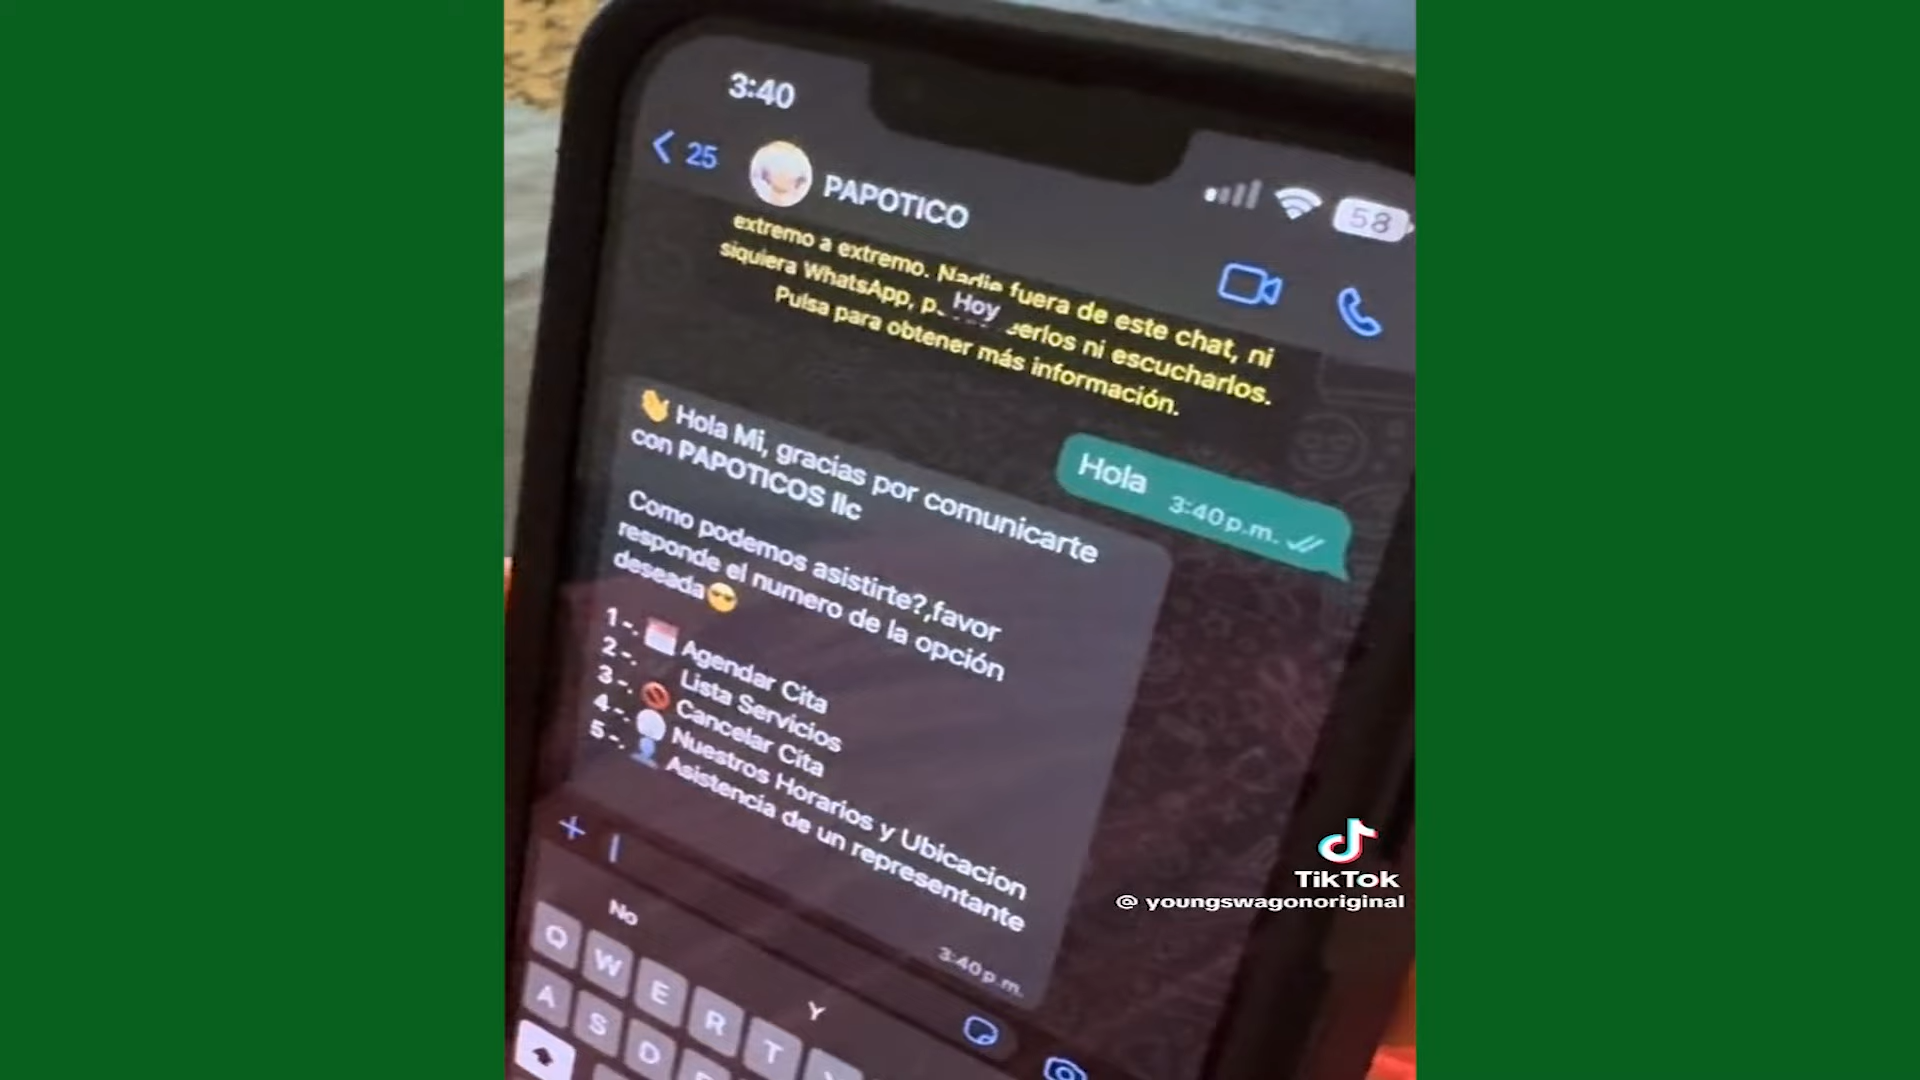 3:40
25
PAPOTICO
58
extremo a extremo. Nadie fuera de este chat, ni
siquiera WhatsApp, erlos ni escucharlos.
Hoy
Pulsa para obtener más información.
Hola
3:40 p.m.
👋 Hola Mi, gracias por comunicarte
con PAPOTICOS llc
Como podemos asistirte?,favor
responde el numero de la opción
deseada😎
1-. Agendar Cita
2-. Lista Servicios
3-. 🚫 Cancelar Cita
4-. Nuestros Horarios y Ubicacion
5-. 👤 Asistencia de un representante
3:40 p.m.
No
Y
Q W E R T
A S D
TikTok
@ youngswagonoriginal